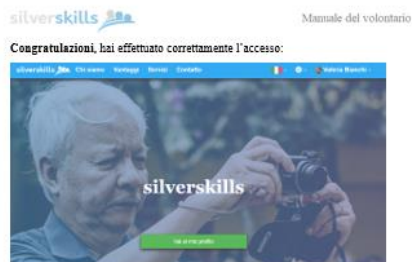 silverskills
Manuale del volontario
Congratulazioni, hai effettuato correttamente l'accesso:
silverskills Chi siamo Vantaggi Servizi Contatto Valeria Bianchi
silverskills
Vai al mio profilo